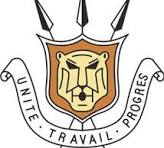 UNITE · TRAVAIL · PROGRES